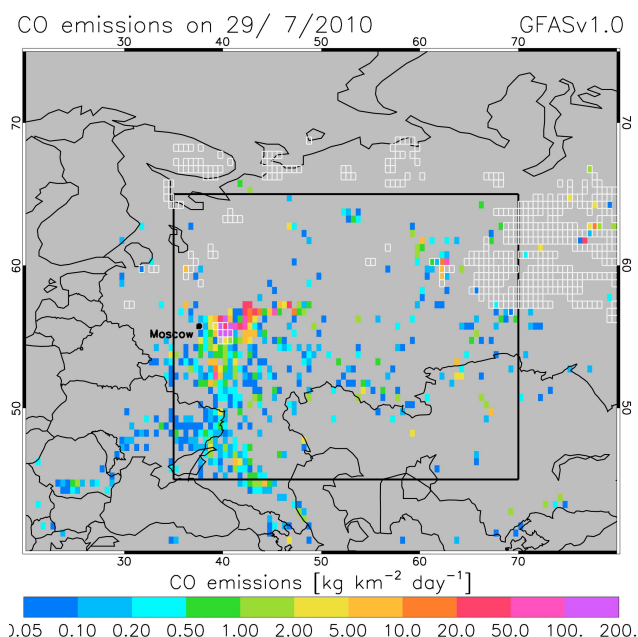 CO emissions on 29/ 7/2010 GFASv1.0
30 40 50 60 70
70 70
60 60
Moscow
50 50
30 40 50 60 70
CO emissions [kg km⁻² day⁻¹]
0.05 0.10 0.20 0.50 1.00 2.00 5.00 10.0 20.0 50.0 100. 200.